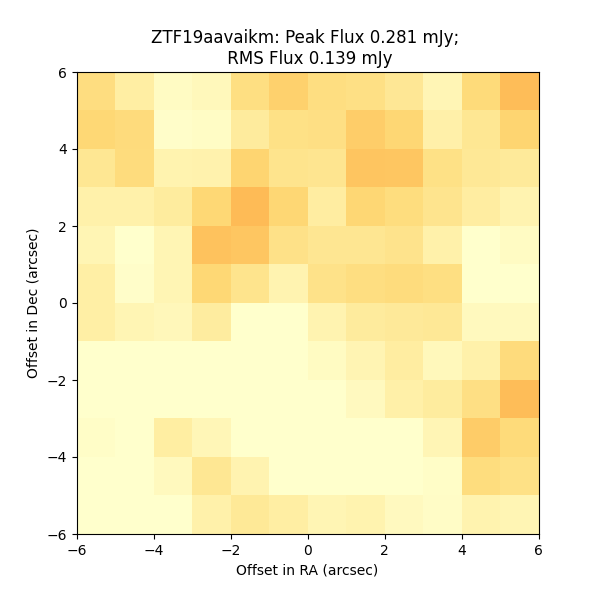 ZTF19aavaikm: Peak Flux 0.281 mJy;
RMS Flux 0.139 mJy
6
4
2
0
−2
−4
−6
Offset in Dec (arcsec)
−6 −4 −2 0 2 4 6
Offset in RA (arcsec)